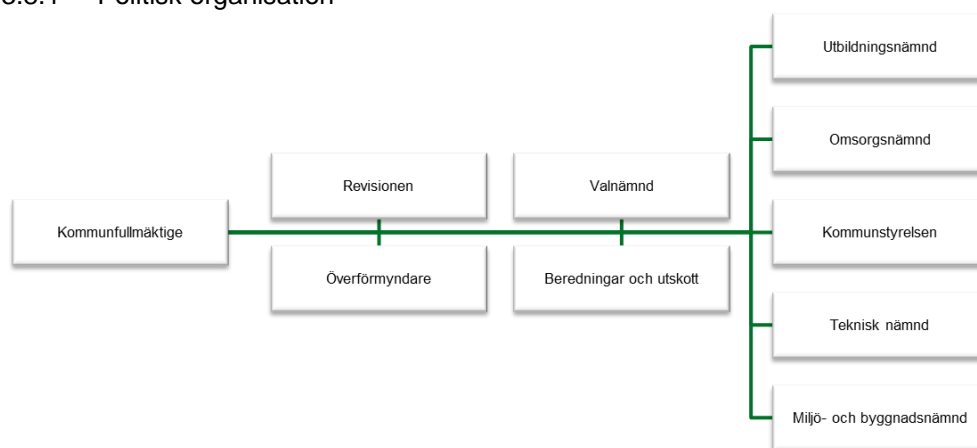 Politisk organisation
Utbildningsnämnd
Omsorgsnämnd
Revisionen
Valnämnd
Kommunfullmäktige
Kommunstyrelsen
Överförmyndare
Beredningar och utskott
Teknisk nämnd
Miljö- och byggnadsnämnd